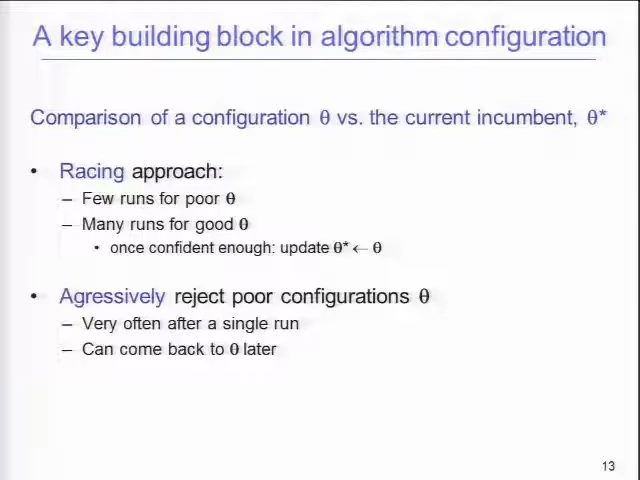 A key building block in algorithm configuration
Comparison of a configuration θ vs. the current incumbent, θ*
• Racing approach:
– Few runs for poor θ
– Many runs for good θ
• once confident enough: update θ* ← θ
• Agressively reject poor configurations θ
– Very often after a single run
– Can come back to θ later
13